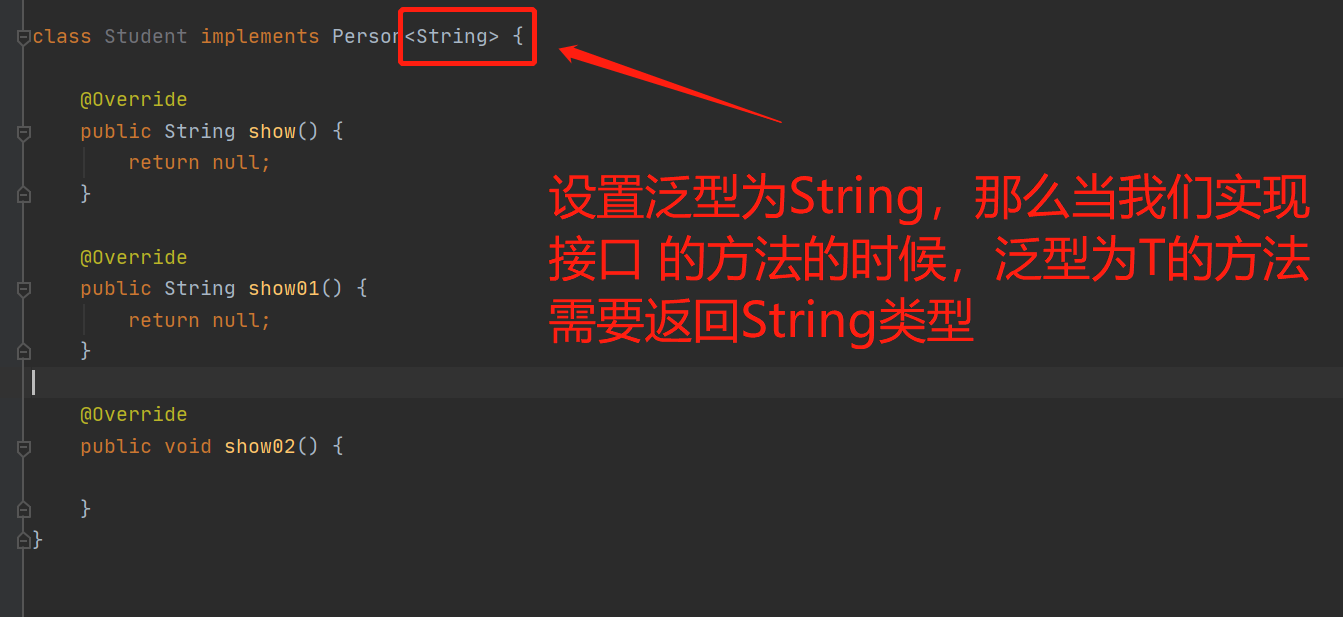 class Student implements Person<String> {
@Override
public String show() {
return null;
}
@Override
public String show01() {
return null;
}
@Override
public void show02() {
}
}
设置泛型为String，那么当我们实现
接口 的方法的时候，泛型为T的方法
需要返回String类型